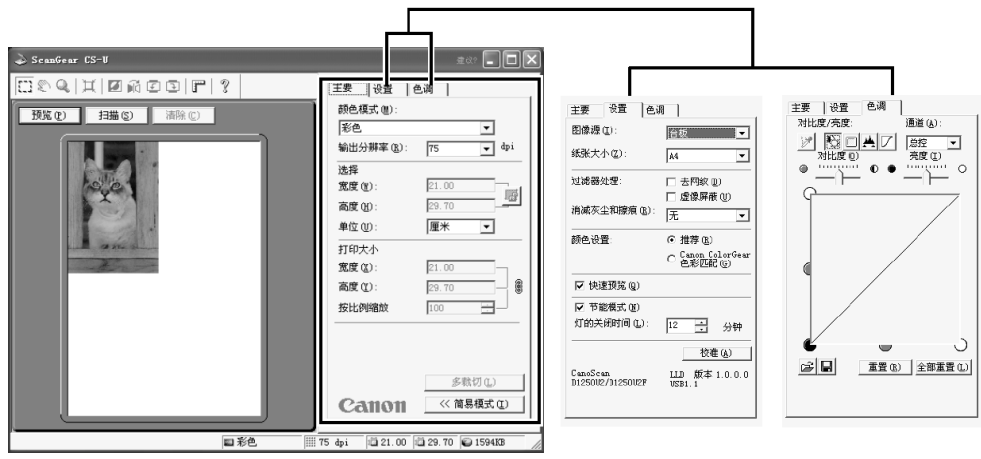 ScanGear CS-U
预览(P) 扫描(S) 清除(C)
主要 设置 色调
颜色模式(M):
彩色
输出分辨率(R): 75 dpi
选择
宽度(W): 21.00
高度(H): 29.70
单位(U): 厘米
打印大小
宽度(X): 21.00
高度(Y): 29.70
按比例缩放 100
多裁切(L)
Canon << 简易模式(I)
彩色 75 dpi 21.00 29.70 1594KB
主要 设置 色调
图像源(I): 台板
纸张大小(Z): A4
过滤器处理: 去网纹(D)
虚像屏蔽(U)
消减灰尘和擦痕(E): 无
颜色设置: 推荐(R)
Canon ColorGear
色彩匹配(G)
快速预览(Q)
节能模式(N)
灯的关闭时间(L): 12 分钟
校准(A)
CanoScan LLD 版本 1.0.0.0
D1250U2/D1250U2F USB1.1
主要 设置 色调
对比度/亮度: 通道(A):
总控
对比度(O) 亮度(I)
重置(R) 全部重置(L)